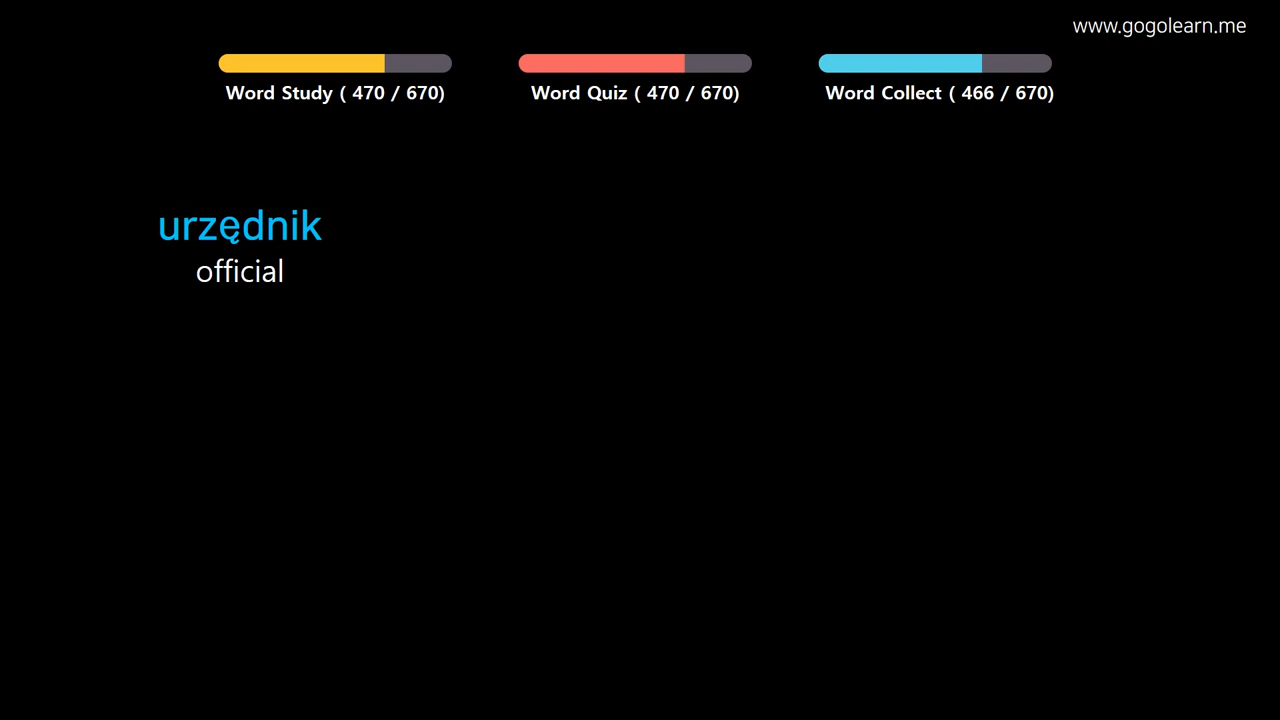 www.gogolearn.me
Word Study ( 470 / 670)
Word Quiz ( 470 / 670)
Word Collect ( 466 / 670)
urzędnik
official